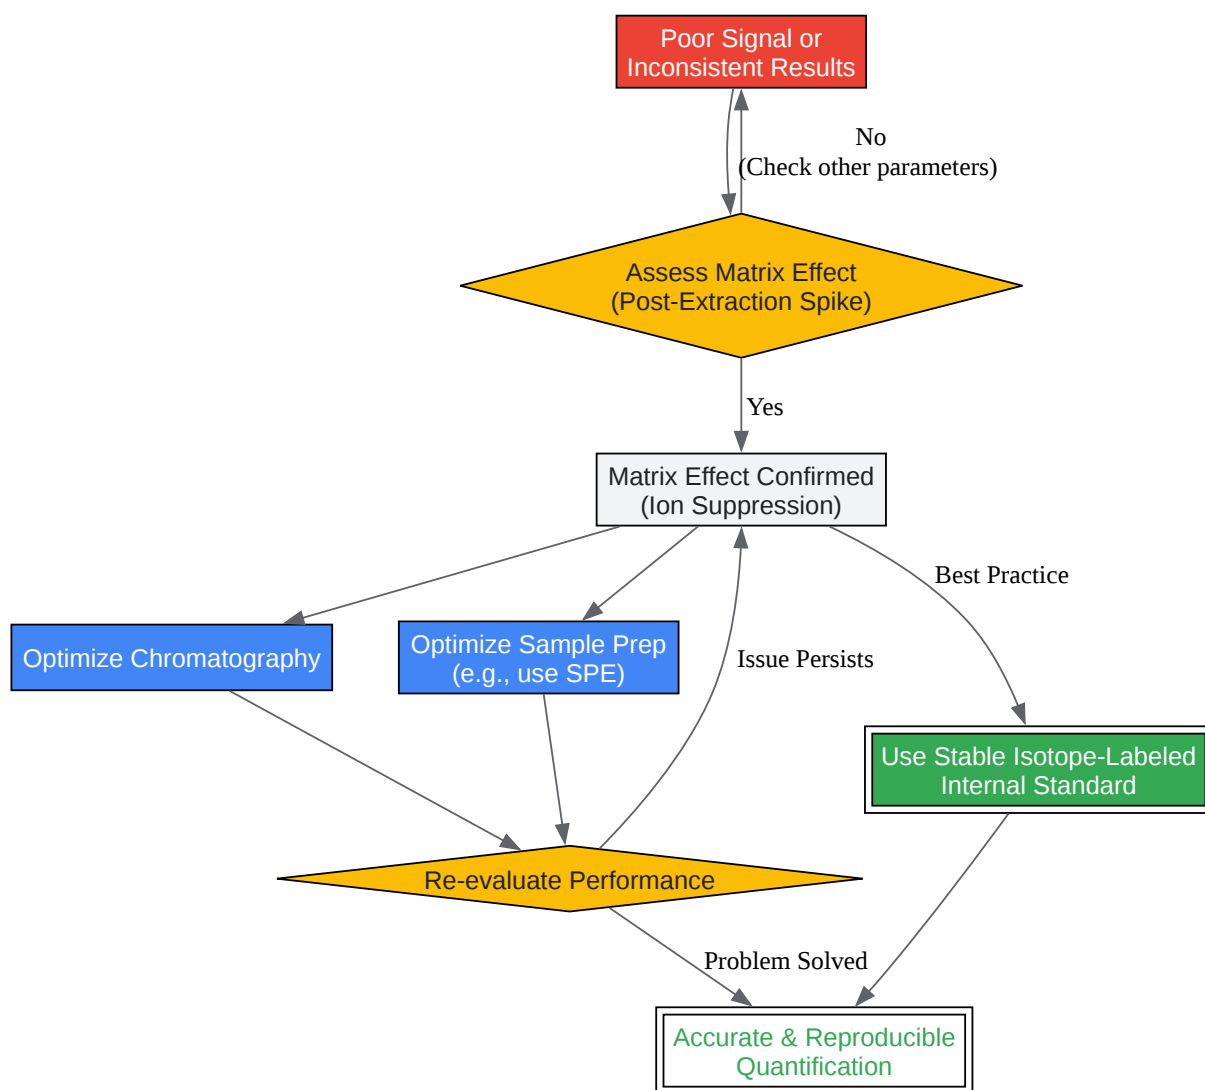 Poor Signal or
Inconsistent Results
No
(Check other parameters)
Assess Matrix Effect
(Post-Extraction Spike)
Yes
Matrix Effect Confirmed
(Ion Suppression)
Best Practice
Optimize Chromatography
Optimize Sample Prep
(e.g., use SPE)
Issue Persists
Use Stable Isotope-Labeled
Internal Standard
Re-evaluate Performance
Problem Solved
Accurate & Reproducible
Quantification